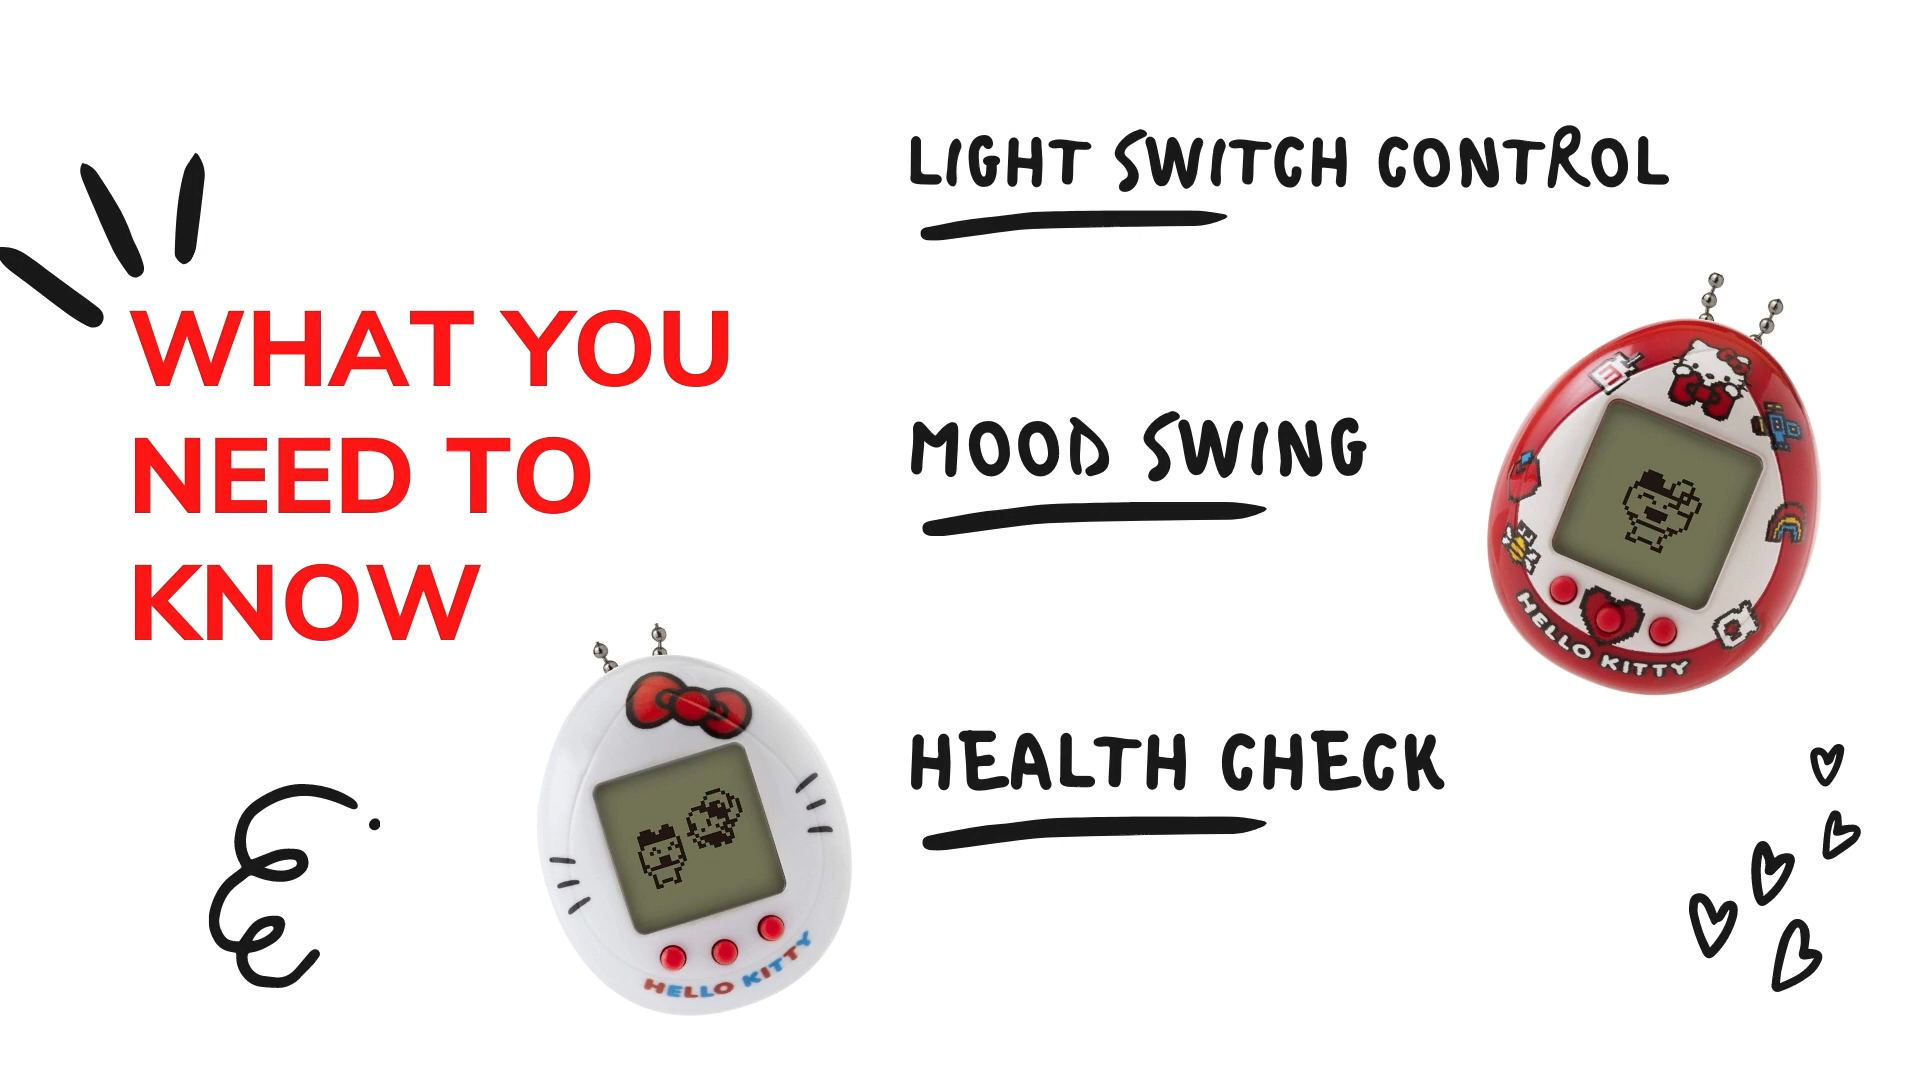 WHAT YOU
NEED TO
KNOW
LIGHT SWITCH CONTROL
MOOD SWING
HEALTH CHECK
HELLO KITTY
HELLO KITTY